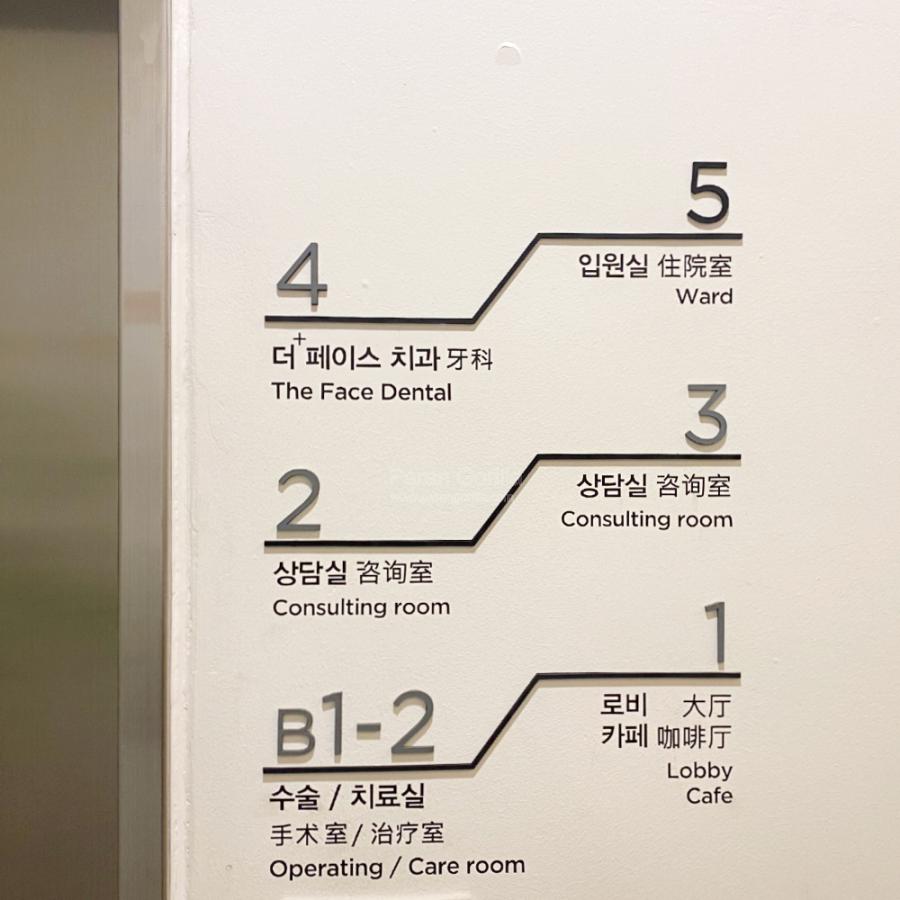 5
입원실 住院室
Ward
4
더+페이스 치과 牙科
The Face Dental
3
상담실 咨询室
Consulting room
2
상담실 咨询室
Consulting room
1
로비 大厅
카페 咖啡厅
Lobby
Cafe
B1-2
수술 / 치료실
手术室 / 治疗室
Operating / Care room